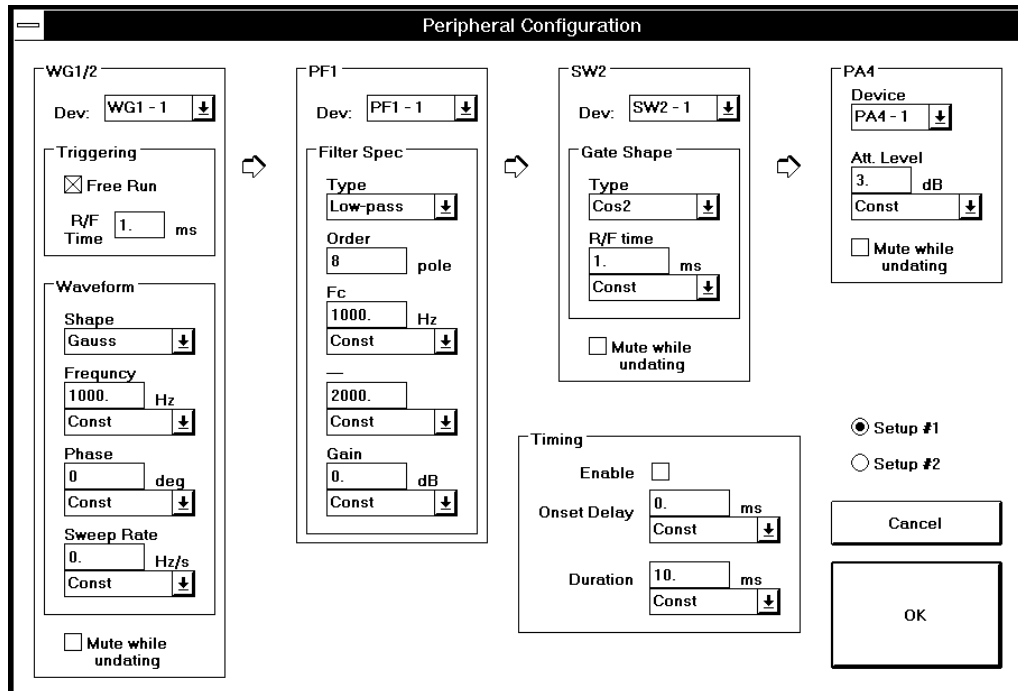 Peripheral Configuration
WG1/2
Dev: WG1 - 1
Triggering
Free Run
R/F Time 1. ms
Waveform
Shape
Gauss
Frequncy
1000. Hz
Const
Phase
0 deg
Const
Sweep Rate
0. Hz/s
Const
Mute while
undating
PF1
Dev: PF1 - 1
Filter Spec
Type
Low-pass
Order
8 pole
Fc
1000. Hz
Const
—
2000.
Const
Gain
0. dB
Const
SW2
Dev: SW2 - 1
Gate Shape
Type
Cos2
R/F time
1. ms
Const
Mute while
undating
PA4
Device
PA4 - 1
Att. Level
3. dB
Const
Mute while
undating
Timing
Enable
Onset Delay 0. ms
Const
Duration 10. ms
Const
Setup #1
Setup #2
Cancel
OK